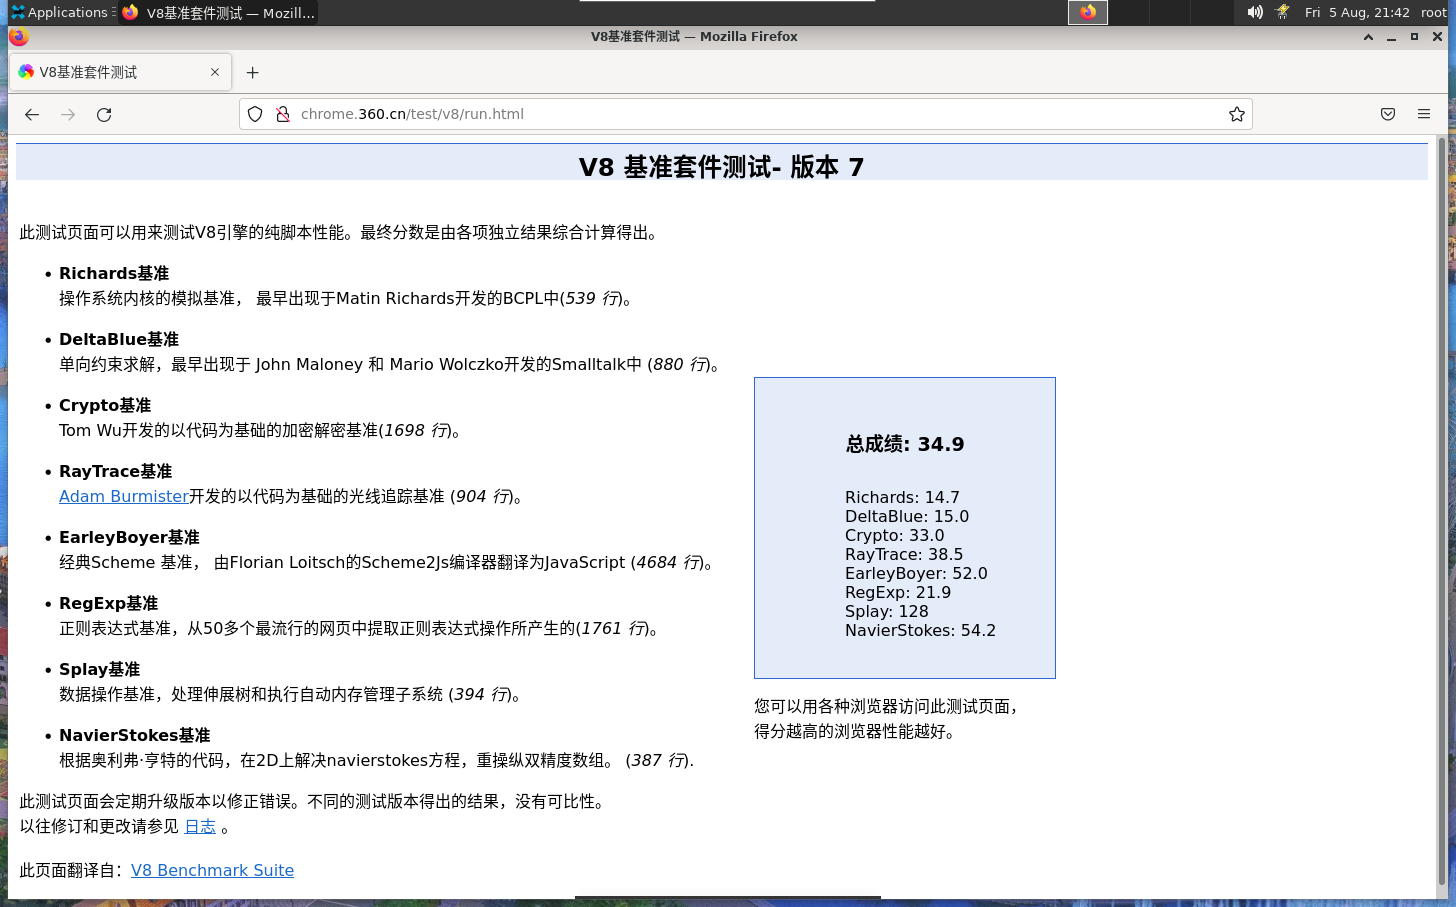 Applications
V8基准套件测试 — Mozill...
Fri 5 Aug, 21:42 root
V8基准套件测试 — Mozilla Firefox
V8基准套件测试
chrome.360.cn/test/v8/run.html
V8 基准套件测试- 版本 7
此测试页面可以用来测试V8引擎的纯脚本性能。最终分数是由各项独立结果综合计算得出。
• Richards基准
操作系统内核的模拟基准， 最早出现于Matin Richards开发的BCPL中(539 行)。
• DeltaBlue基准
单向约束求解，最早出现于 John Maloney 和 Mario Wolczko开发的Smalltalk中 (880 行)。
• Crypto基准
Tom Wu开发的以代码为基础的加密解密基准(1698 行)。
• RayTrace基准
Adam Burmister开发的以代码为基础的光线追踪基准 (904 行)。
• EarleyBoyer基准
经典Scheme 基准， 由Florian Loitsch的Scheme2Js编译器翻译为JavaScript (4684 行)。
• RegExp基准
正则表达式基准，从50多个最流行的网页中提取正则表达式操作所产生的(1761 行)。
• Splay基准
数据操作基准，处理伸展树和执行自动内存管理子系统 (394 行)。
• NavierStokes基准
根据奥利弗·亨特的代码，在2D上解决navierstokes方程，重操纵双精度数组。 (387 行).
总成绩: 34.9
Richards: 14.7
DeltaBlue: 15.0
Crypto: 33.0
RayTrace: 38.5
EarleyBoyer: 52.0
RegExp: 21.9
Splay: 128
NavierStokes: 54.2
您可以用各种浏览器访问此测试页面，
得分越高的浏览器性能越好。
此测试页面会定期升级版本以修正错误。不同的测试版本得出的结果，没有可比性。
以往修订和更改请参见 日志 。
此页面翻译自：V8 Benchmark Suite